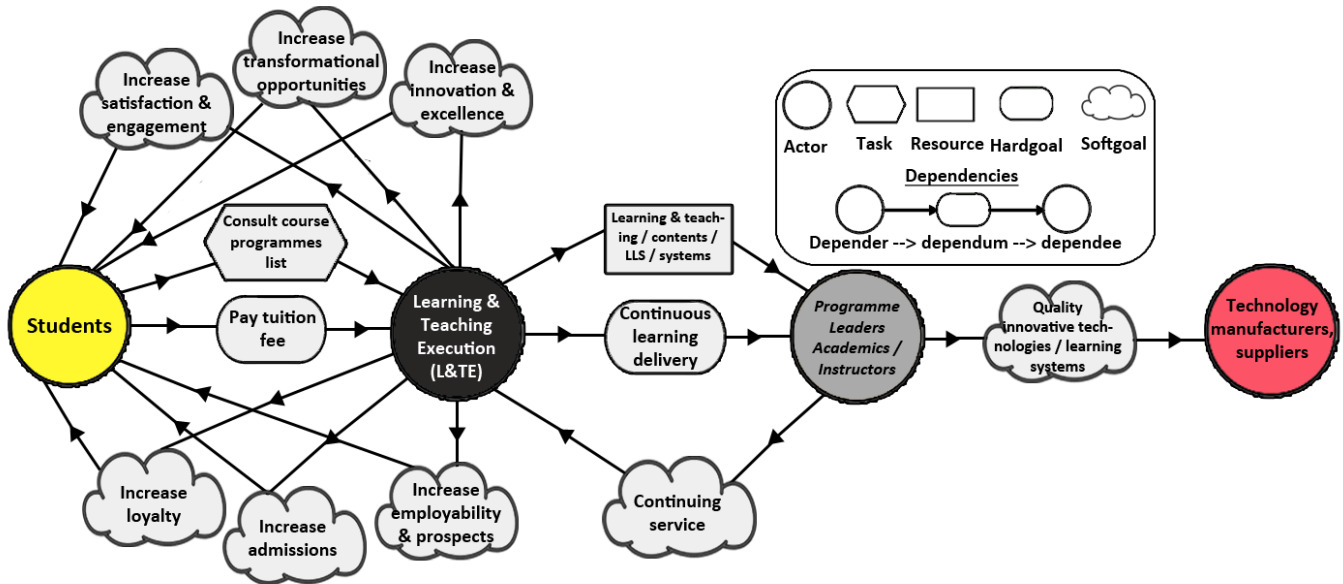 Increase
satisfaction &
engagement
Increase
transformational
opportunities
Increase
innovation &
excellence
Actor
Task
Resource
Hardgoal
Softgoal
Dependencies
Depender --> dependum --> dependee
Students
Consult course
programmes
list
Pay tuition
fee
Learning &
Teaching
Execution
(L&TE)
Learning & teach-
ing / contents /
LLS / systems
Continuous
learning
delivery
Programme
Leaders
Academics /
Instructors
Quality
innovative tech-
nologies / learning
systems
Technology
manufacturers,
suppliers
Increase
loyalty
Increase
admissions
Increase
employability
& prospects
Continuing
service